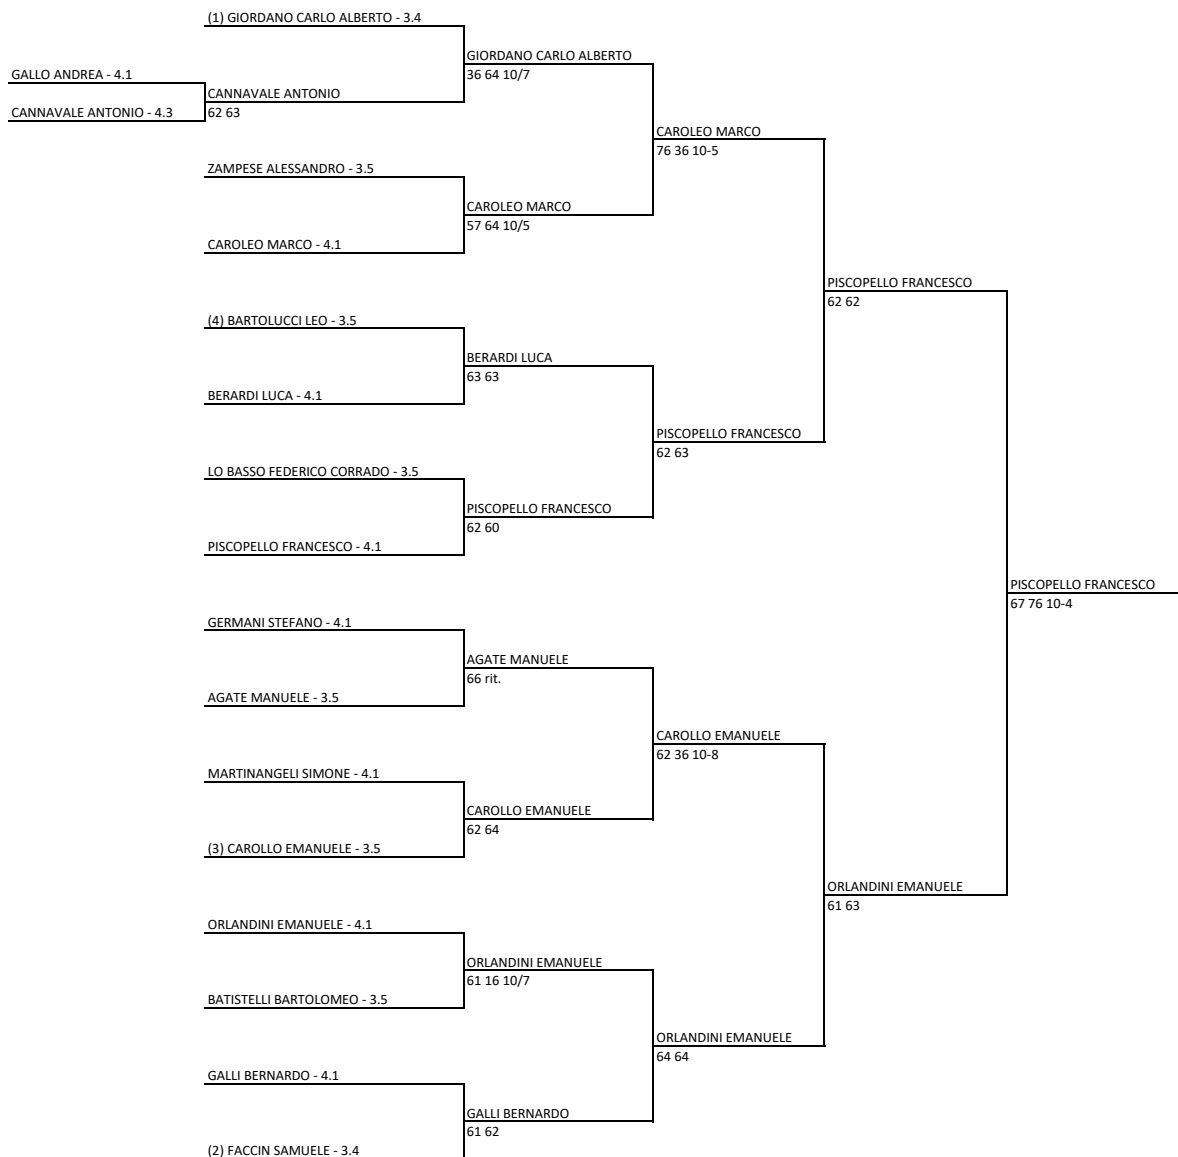 (1) GIORDANO CARLO ALBERTO - 3.4
GIORDANO CARLO ALBERTO
GALLO ANDREA - 4.1
36 64 10/7
CANNAVALE ANTONIO
CANNAVALE ANTONIO - 4.3
62 63
CAROLEO MARCO
76 36 10-5
ZAMPESE ALESSANDRO - 3.5
CAROLEO MARCO
57 64 10/5
CAROLEO MARCO - 4.1
PISCOPELLO FRANCESCO
62 62
(4) BARTOLUCCI LEO - 3.5
BERARDI LUCA
63 63
BERARDI LUCA - 4.1
PISCOPELLO FRANCESCO
62 63
LO BASSO FEDERICO CORRADO - 3.5
PISCOPELLO FRANCESCO
62 60
PISCOPELLO FRANCESCO - 4.1
PISCOPELLO FRANCESCO
67 76 10-4
GERMANI STEFANO - 4.1
AGATE MANUELE
66 rit.
AGATE MANUELE - 3.5
CAROLLO EMANUELE
62 36 10-8
MARTINANGELI SIMONE - 4.1
CAROLLO EMANUELE
62 64
(3) CAROLLO EMANUELE - 3.5
ORLANDINI EMANUELE
61 63
ORLANDINI EMANUELE - 4.1
ORLANDINI EMANUELE
61 16 10/7
BATISTELLI BARTOLOMEO - 3.5
ORLANDINI EMANUELE
64 64
GALLI BERNARDO - 4.1
GALLI BERNARDO
61 62
(2) FACCIN SAMUELE - 3.4